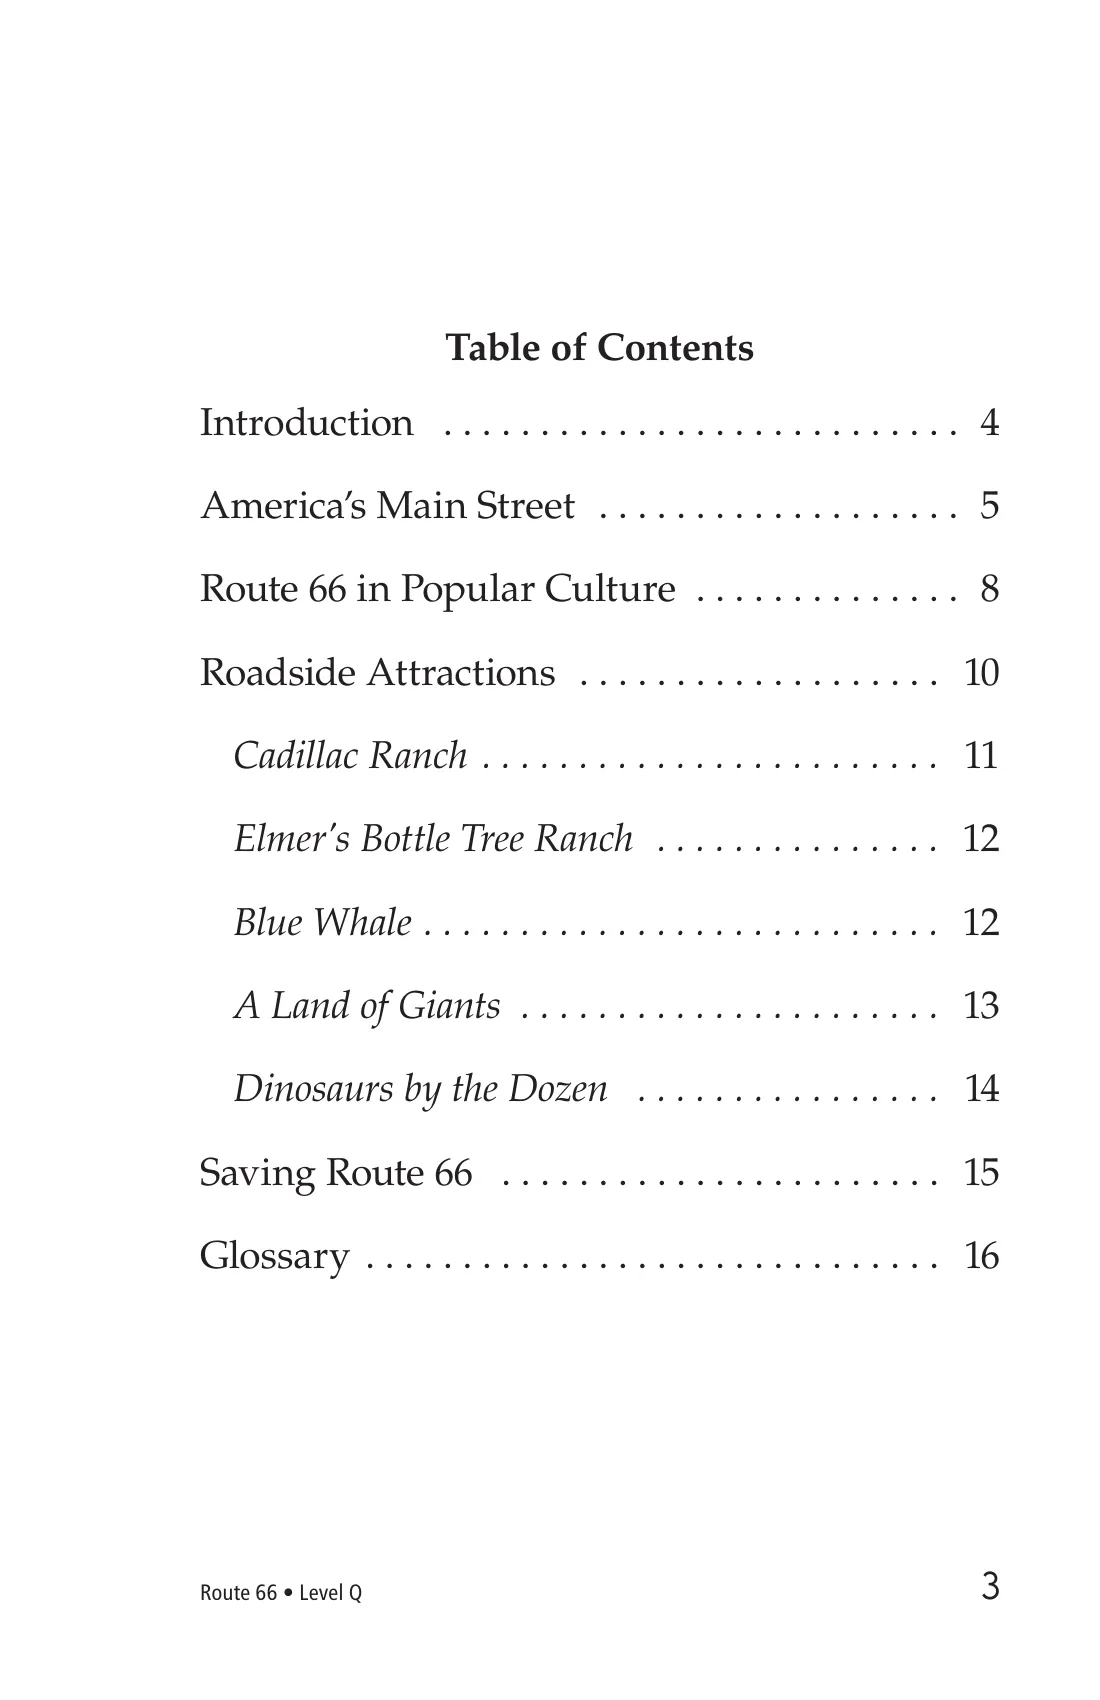 Table of Contents
Introduction . . . . . . . . . . . . . . . . . . . . . . . . . . . 4
America’s Main Street . . . . . . . . . . . . . . . . . . . 5
Route 66 in Popular Culture . . . . . . . . . . . . . . 8
Roadside Attractions . . . . . . . . . . . . . . . . . . . 10
Cadillac Ranch . . . . . . . . . . . . . . . . . . . . . . . . 11
Elmer’s Bottle Tree Ranch . . . . . . . . . . . . . . . 12
Blue Whale . . . . . . . . . . . . . . . . . . . . . . . . . . . 12
A Land of Giants . . . . . . . . . . . . . . . . . . . . . . 13
Dinosaurs by the Dozen . . . . . . . . . . . . . . . . 14
Saving Route 66 . . . . . . . . . . . . . . . . . . . . . . . 15
Glossary . . . . . . . . . . . . . . . . . . . . . . . . . . . . . . 16
Route 66 • Level Q 3